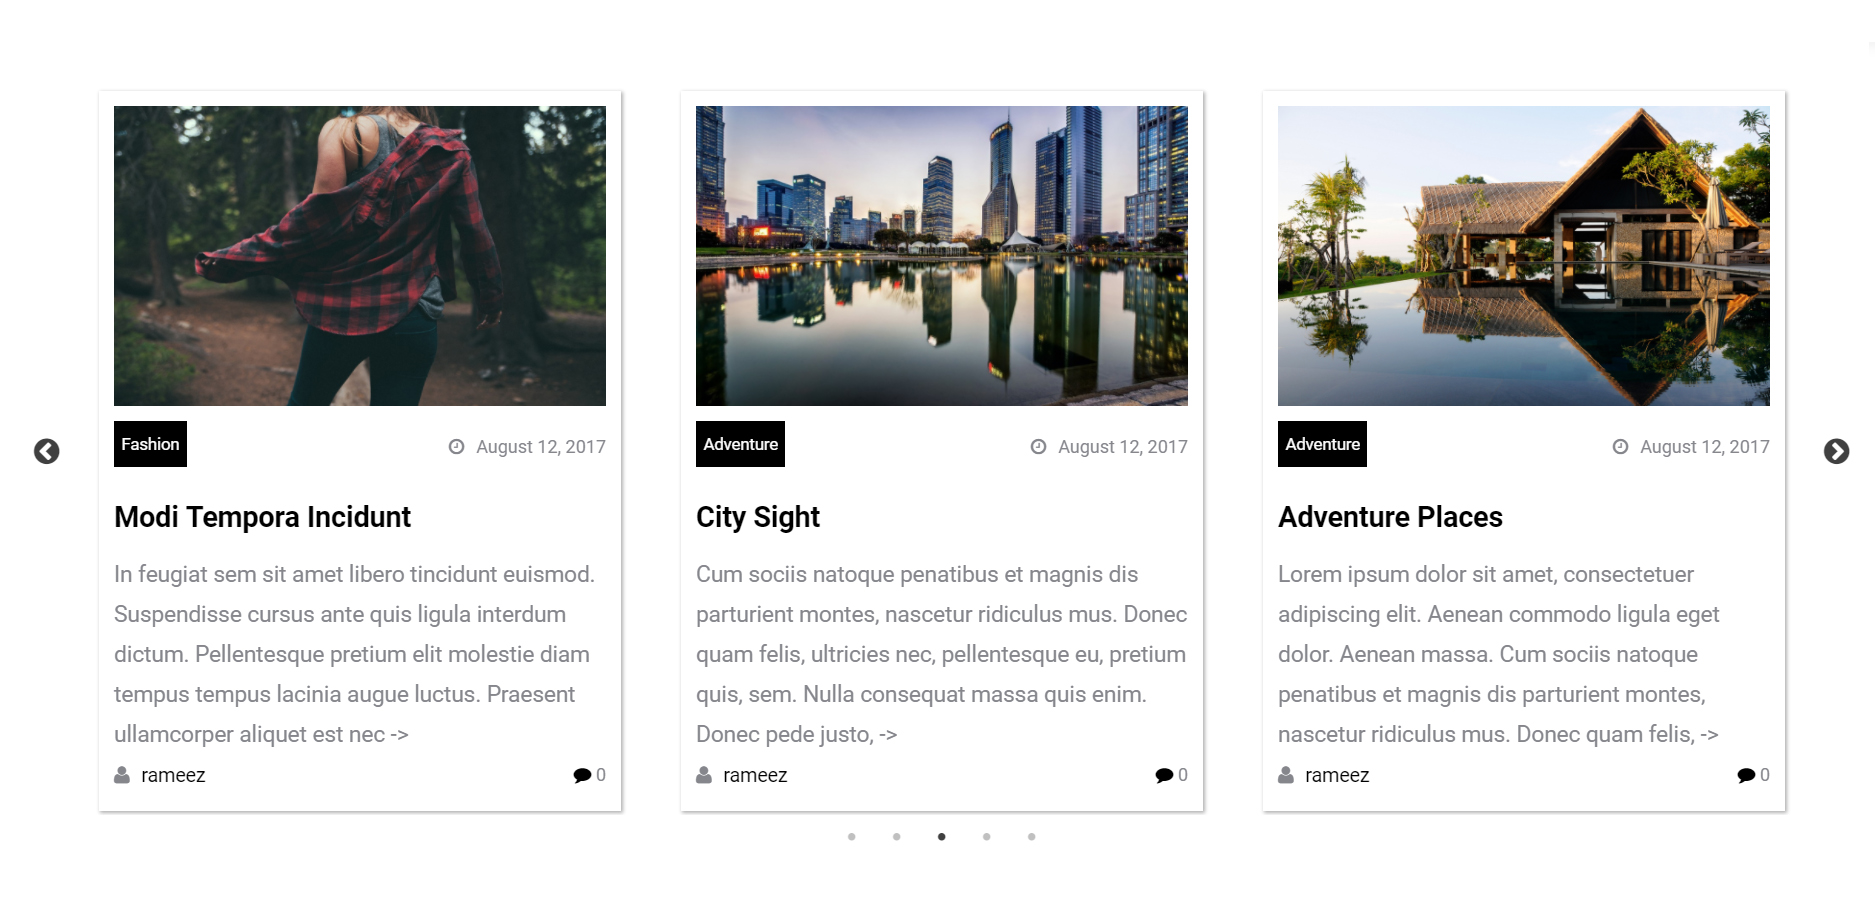 Fashion
August 12, 2017
Modi Tempora Incidunt
In feugiat sem sit amet libero tincidunt euismod.
Suspendisse cursus ante quis ligula interdum
dictum. Pellentesque pretium elit molestie diam
tempus tempus lacinia augue luctus. Praesent
ullamcorper aliquet est nec ->
rameez
0
Adventure
August 12, 2017
City Sight
Cum sociis natoque penatibus et magnis dis
parturient montes, nascetur ridiculus mus. Donec
quam felis, ultricies nec, pellentesque eu, pretium
quis, sem. Nulla consequat massa quis enim.
Donec pede justo, ->
rameez
0
Adventure
August 12, 2017
Adventure Places
Lorem ipsum dolor sit amet, consectetuer
adipiscing elit. Aenean commodo ligula eget
dolor. Aenean massa. Cum sociis natoque
penatibus et magnis dis parturient montes,
nascetur ridiculus mus. Donec quam felis, ->
rameez
0